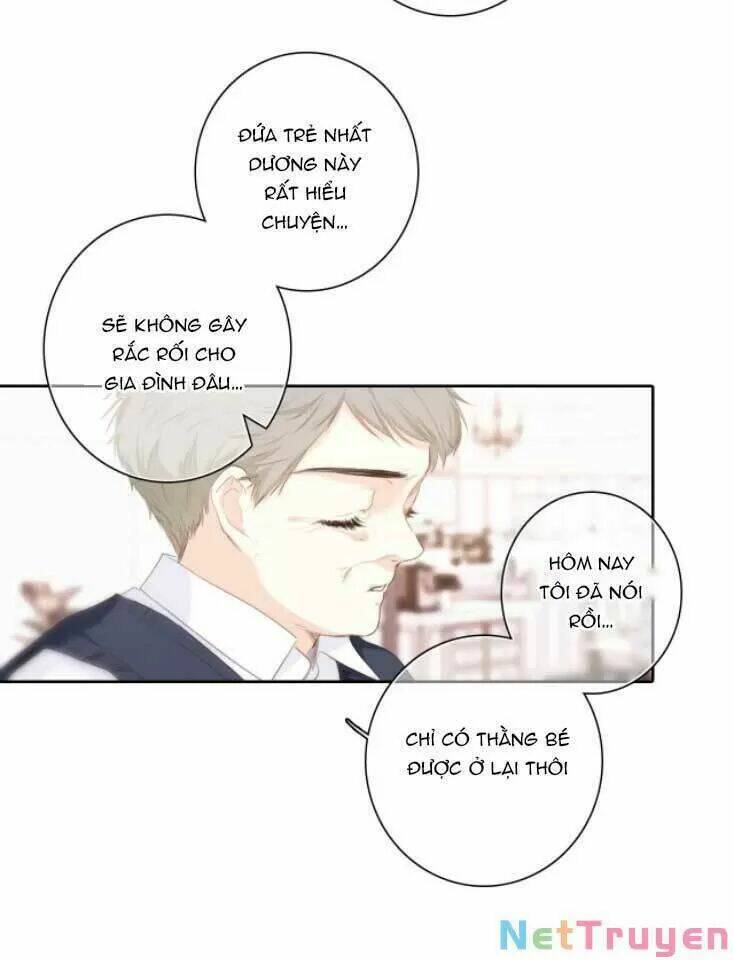 ĐỨA TRẺ NHẤT
DƯƠNG NÀY
RẤT HIỂU
CHUYỆN...
SẼ KHÔNG GÂY
RẮC RỐI CHO
GIA ĐÌNH ĐÂU...
HÔM NAY
TÔI ĐÃ NÓI
RỒI...
CHỈ CÓ THẰNG BÉ
ĐƯỢC Ở LẠI THÔI
NetTruyen